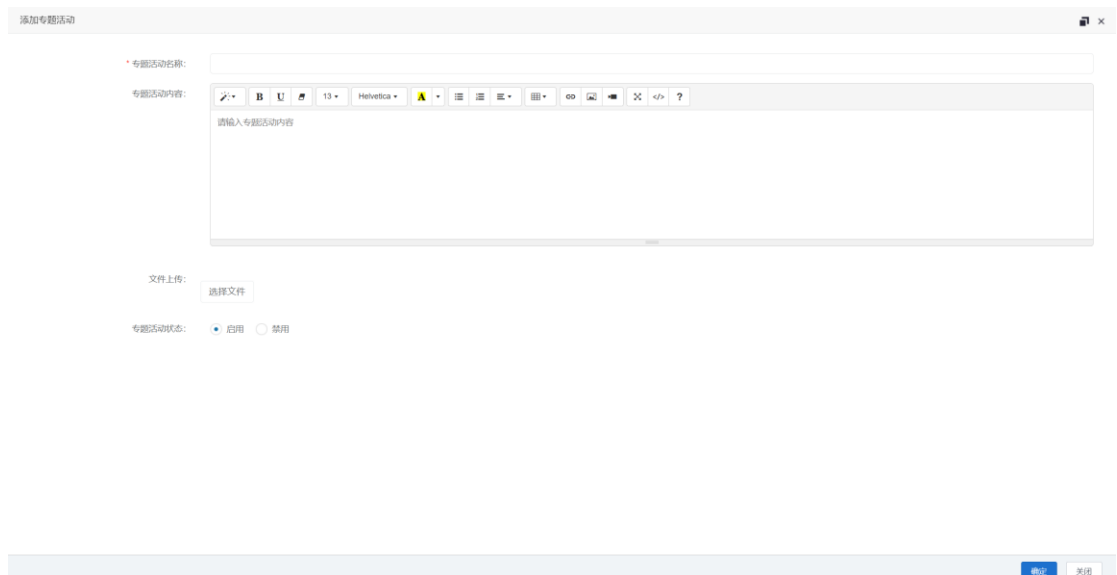 添加专题活动
* 专题活动名称:
专题活动内容:
B U 13 Helvetica A </> ?
请输入专题活动内容
文件上传:
选择文件
专题活动状态: 启用 禁用
确定 关闭